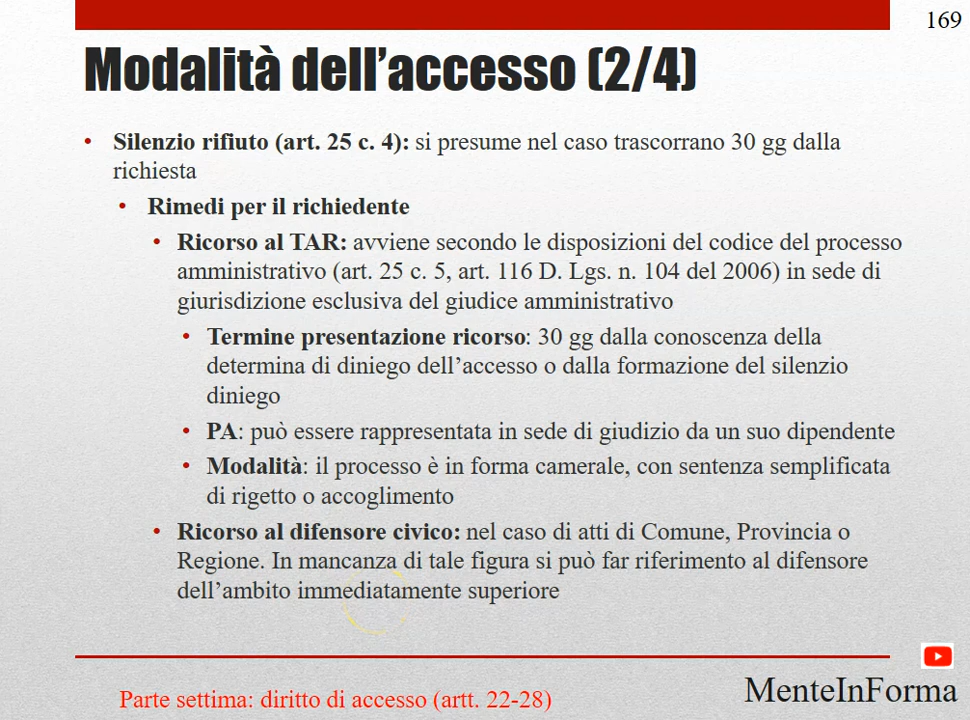 169
Modalità dell’accesso (2/4)
• Silenzio rifiuto (art. 25 c. 4): si presume nel caso trascorrano 30 gg dalla
richiesta
• Rimedi per il richiedente
• Ricorso al TAR: avviene secondo le disposizioni del codice del processo
amministrativo (art. 25 c. 5, art. 116 D. Lgs. n. 104 del 2006) in sede di
giurisdizione esclusiva del giudice amministrativo
• Termine presentazione ricorso: 30 gg dalla conoscenza della
determina di diniego dell’accesso o dalla formazione del silenzio
diniego
• PA: può essere rappresentata in sede di giudizio da un suo dipendente
• Modalità: il processo è in forma camerale, con sentenza semplificata
di rigetto o accoglimento
• Ricorso al difensore civico: nel caso di atti di Comune, Provincia o
Regione. In mancanza di tale figura si può far riferimento al difensore
dell’ambito immediatamente superiore
Parte settima: diritto di accesso (artt. 22-28)
MenteInForma